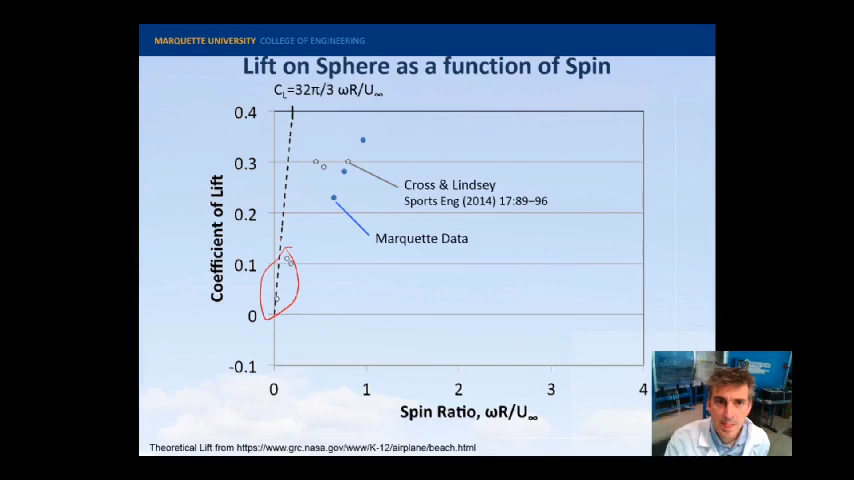 MARQUETTE UNIVERSITY COLLEGE OF ENGINEERING
Lift on Sphere as a function of Spin
CL=32π/3 ωR/U∞
0.4
0.3
0.2
0.1
0
-0.1
Coefficient of Lift
Cross & Lindsey
Sports Eng (2014) 17:89–96
Marquette Data
0 1 2 3 4
Spin Ratio, ωR/U∞
Theoretical Lift from https://www.grc.nasa.gov/www/K-12/airplane/beach.html